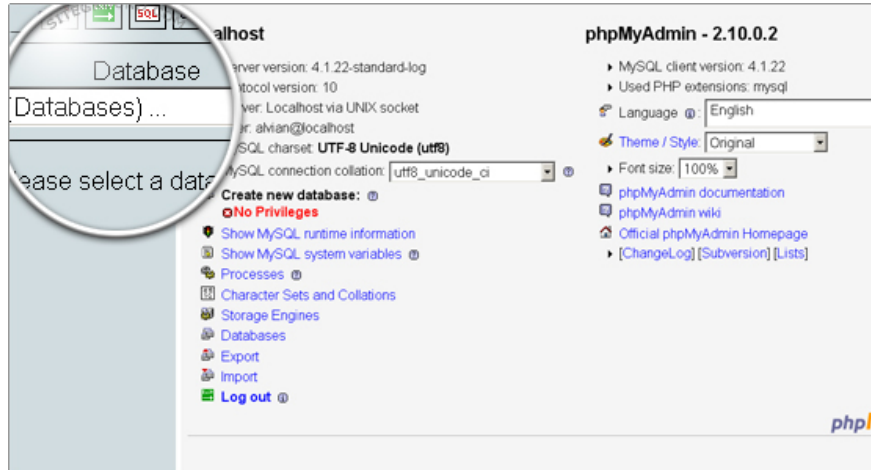 SQL
Database
(Databases) ...
ease select a data
alhost
erver version: 4.1.22-standard-log
otocol version: 10
ver: Localhost via UNIX socket
er: alvian@localhost
SQL charset: UTF-8 Unicode (utf8)
MySQL connection collation: utf8_unicode_ci
Create new database:
No Privileges
Show MySQL runtime information
Show MySQL system variables
Processes
Character Sets and Collations
Storage Engines
Databases
Export
Import
Log out
phpMyAdmin - 2.10.0.2
MySQL client version: 4.1.22
Used PHP extensions: mysql
Language : English
Theme / Style: Original
Font size: 100%
phpMyAdmin documentation
phpMyAdmin wiki
Official phpMyAdmin Homepage
[ChangeLog] [Subversion] [Lists]
php